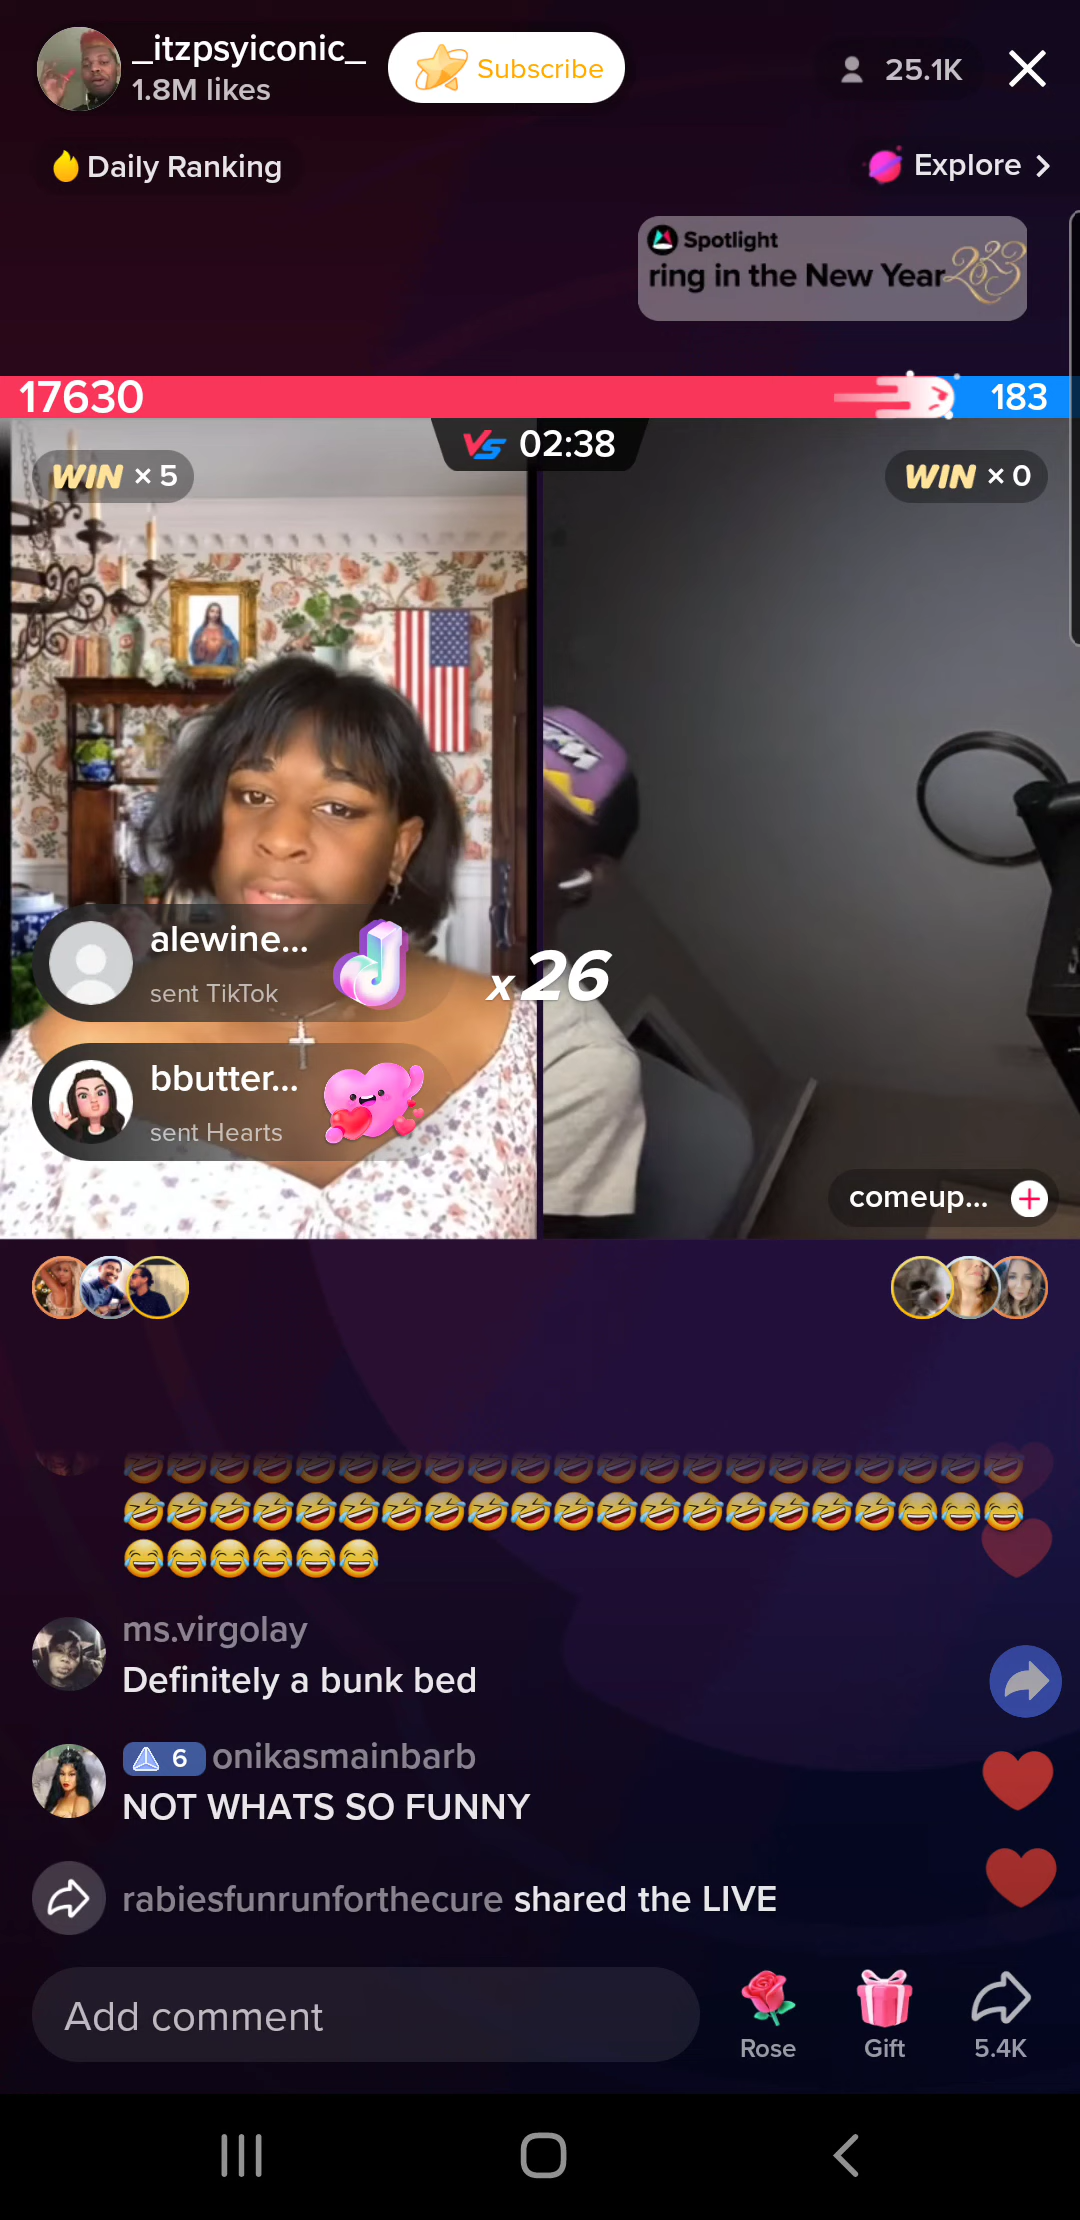 _itzpsyiconic_
1.8M likes
Subscribe
25.1K
Daily Ranking
Explore
Spotlight
ring in the New Year
2023
17630
183
VS 02:38
WIN × 5
WIN × 0
alewine...
sent TikTok
x26
bbutter...
sent Hearts
comeup...
🤣🤣🤣🤣🤣🤣🤣🤣🤣🤣🤣🤣🤣🤣🤣🤣🤣🤣🤣🤣🤣
🤣🤣🤣🤣🤣🤣🤣🤣🤣🤣🤣🤣🤣🤣🤣🤣🤣🤣😂😂😂
😂😂😂😂😂😂
ms.virgolay
Definitely a bunk bed
6 onikasmainbarb
NOT WHATS SO FUNNY
rabiesfunrunforthecure shared the LIVE
Add comment
Rose
Gift
5.4K